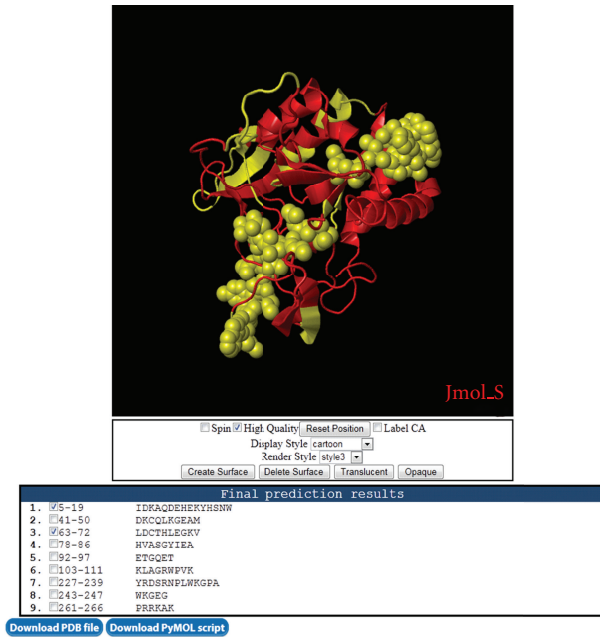 Jmol_S
Spin High Quality Reset Position Label CA
Display Style cartoon
Render Style style3
Create Surface Delete Surface Translucent Opaque
Final prediction results
1. 5-19 IDKAQDEHEKYHSNW
2. 41-50 DKCQLKGEAM
3. 63-72 LDCTHLEGKV
4. 78-86 HVASGYIEA
5. 92-97 ETGQET
6. 103-111 KLAGRWPVK
7. 227-239 YRDSRNPLWKGPA
8. 243-247 WKGEG
9. 261-266 PRRKAK
Download PDB file Download PyMOL script